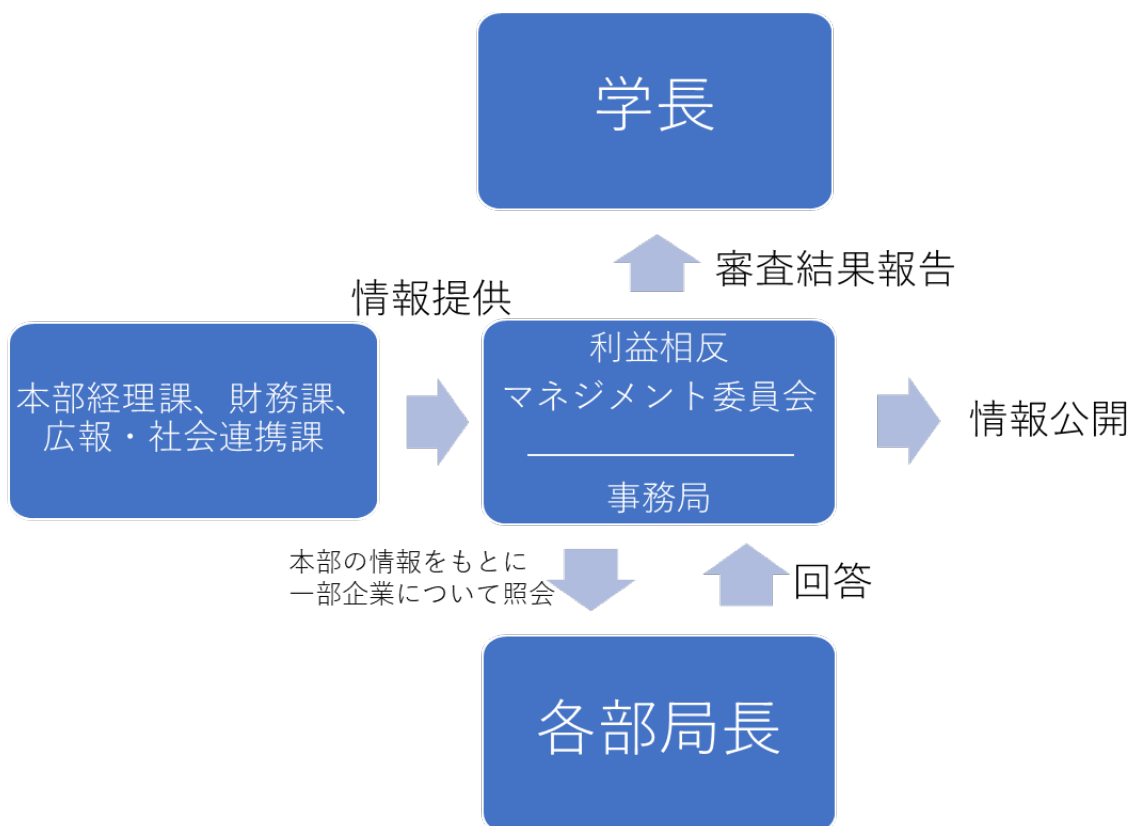 学長
審査結果報告
情報提供
本部経理課、財務課、
広報・社会連携課
利益相反
マネジメント委員会
事務局
情報公開
本部の情報をもとに
一部企業について照会
回答
各部局長